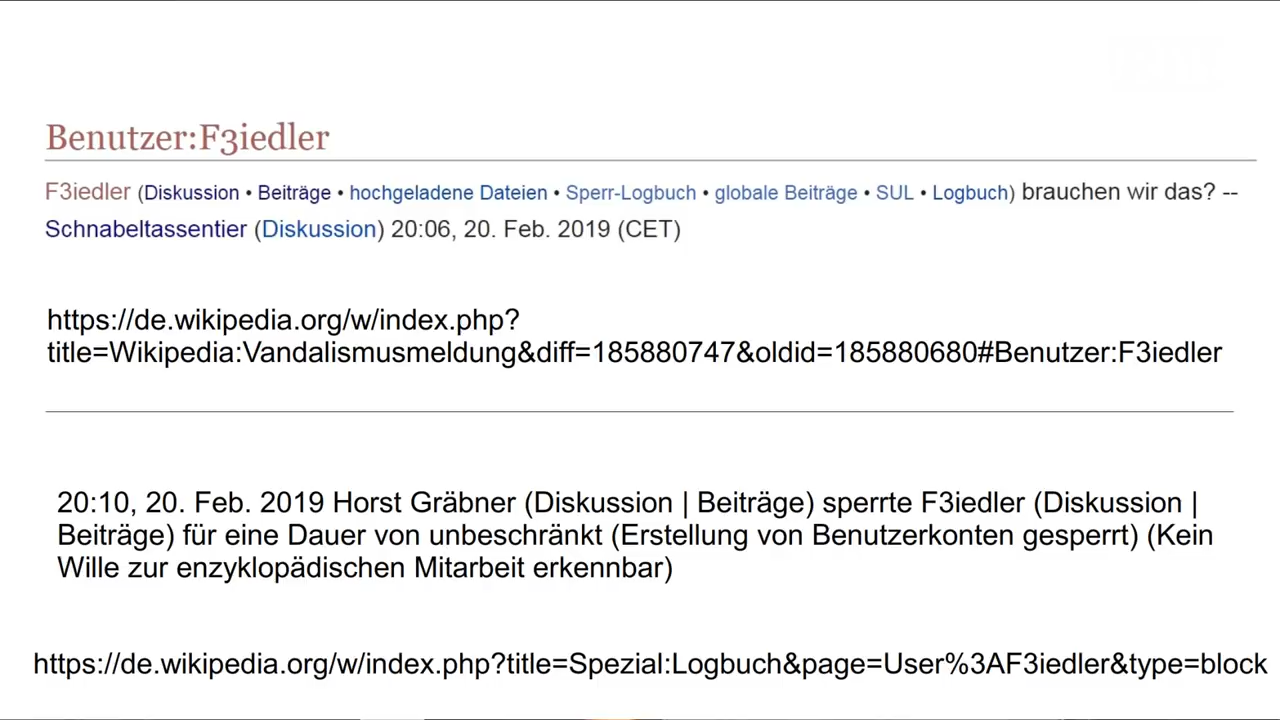 Benutzer:F3iedler
F3iedler (Diskussion • Beiträge • hochgeladene Dateien • Sperr-Logbuch • globale Beiträge • SUL • Logbuch) brauchen wir das? --
Schnabeltassentier (Diskussion) 20:06, 20. Feb. 2019 (CET)
https://de.wikipedia.org/w/index.php?
title=Wikipedia:Vandalismusmeldung&diff=185880747&oldid=185880680#Benutzer:F3iedler
20:10, 20. Feb. 2019 Horst Gräbner (Diskussion | Beiträge) sperrte F3iedler (Diskussion |
Beiträge) für eine Dauer von unbeschränkt (Erstellung von Benutzerkonten gesperrt) (Kein
Wille zur enzyklopädischen Mitarbeit erkennbar)
https://de.wikipedia.org/w/index.php?title=Spezial:Logbuch&page=User%3AF3iedler&type=block